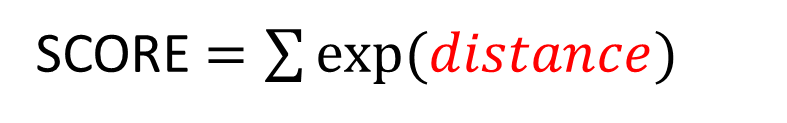 SCORE = ∑ exp(distance)